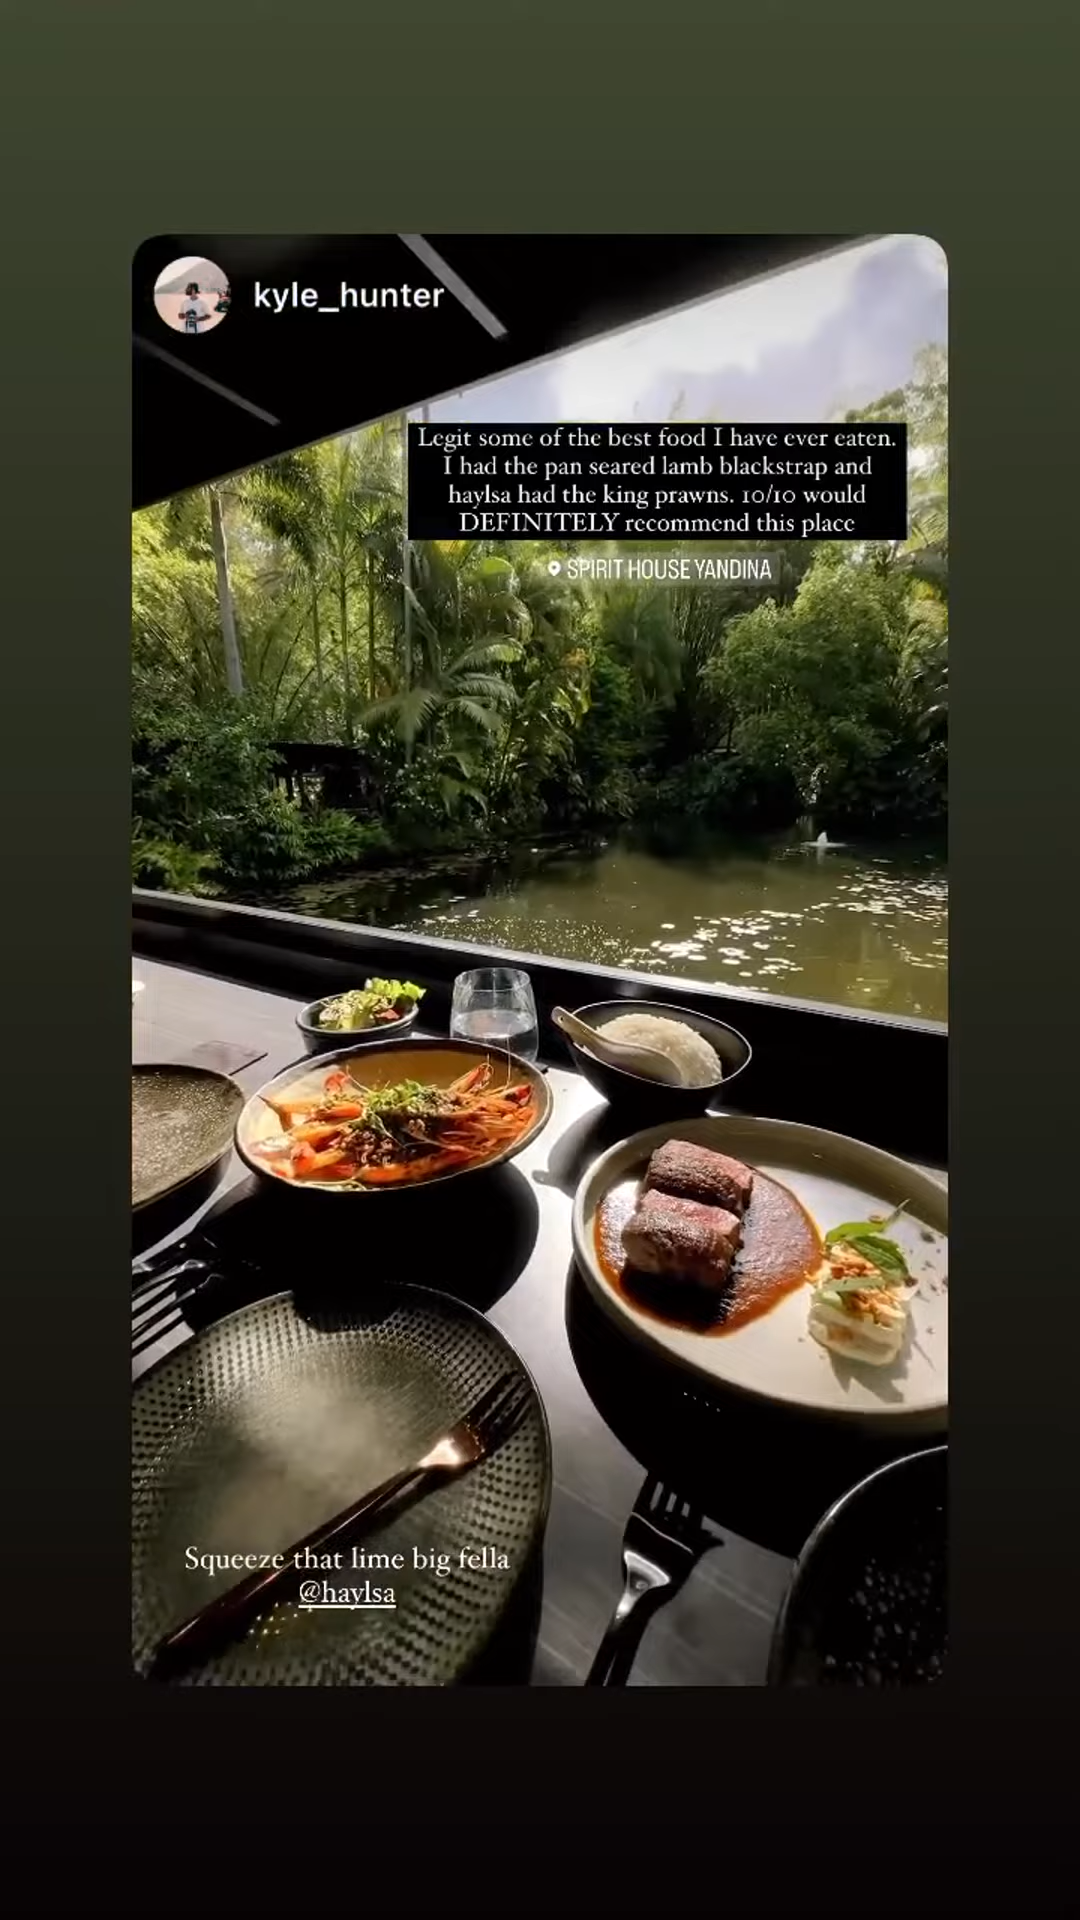 kyle_hunter
Legit some of the best food I have ever eaten.
I had the pan seared lamb blackstrap and
haylsa had the king prawns. 10/10 would
DEFINITELY recommend this place
SPIRIT HOUSE YANDINA
Squeeze that lime big fella
@haylsa